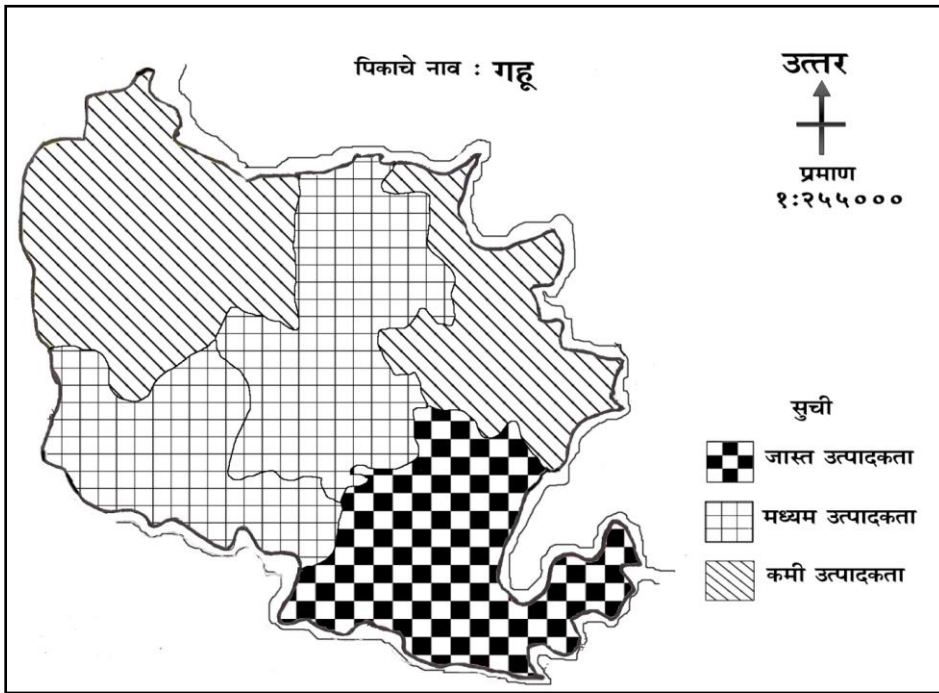 पिकाचे नाव : गहू
उत्तर
प्रमाण
१:२५५०००
सुची
जास्त उत्पादकता
मध्यम उत्पादकता
कमी उत्पादकता